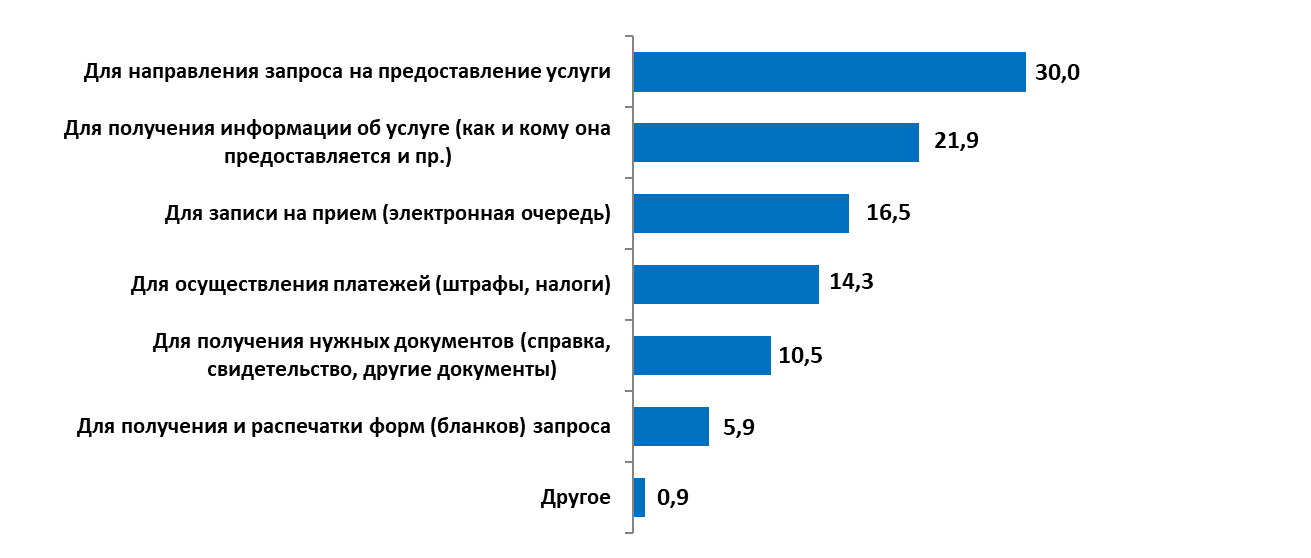 Для направления запроса на предоставление услуги
30,0
Для получения информации об услуге (как и кому она
предоставляется и пр.)
21,9
Для записи на прием (электронная очередь)
16,5
Для осуществления платежей (штрафы, налоги)
14,3
Для получения нужных документов (справка,
свидетельство, другие документы)
10,5
Для получения и распечатки форм (бланков) запроса
5,9
Другое
0,9